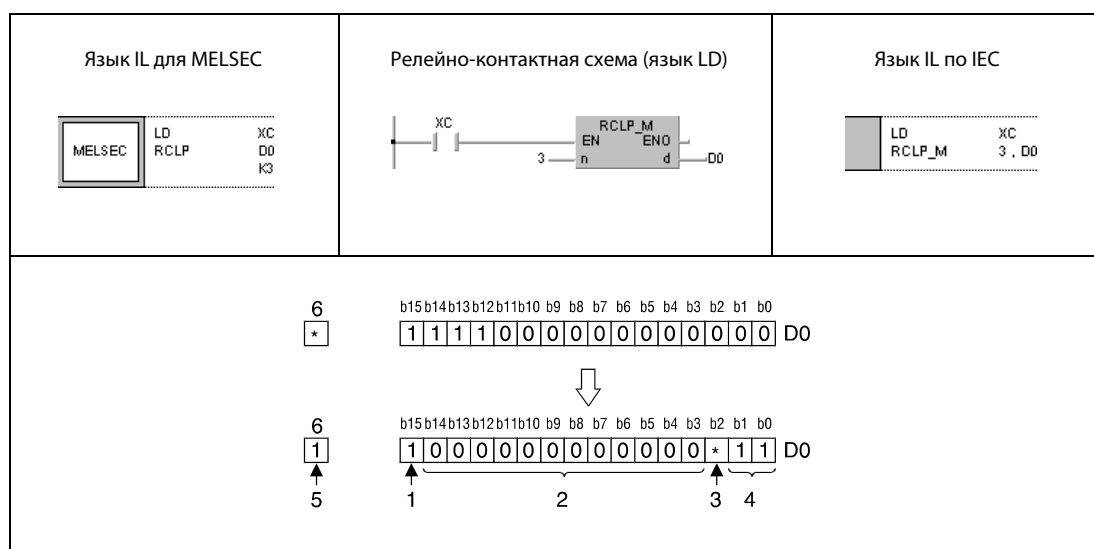 Язык IL для MELSEC
MELSEC
LD XC
RCLP D0
K3
Релейно-контактная схема (язык LD)
XC
RCLP_M
EN ENO
3 n d D0
Язык IL по IEC
LD XC
RCLP_M 3 , D0
6 b15 b14 b13 b12 b11 b10 b9 b8 b7 b6 b5 b4 b3 b2 b1 b0
* 1 1 1 1 0 0 0 0 0 0 0 0 0 0 0 0 D0
6 b15 b14 b13 b12 b11 b10 b9 b8 b7 b6 b5 b4 b3 b2 b1 b0
1 1 0 0 0 0 0 0 0 0 0 0 0 0 * 1 1 D0
5 1 2 3 4